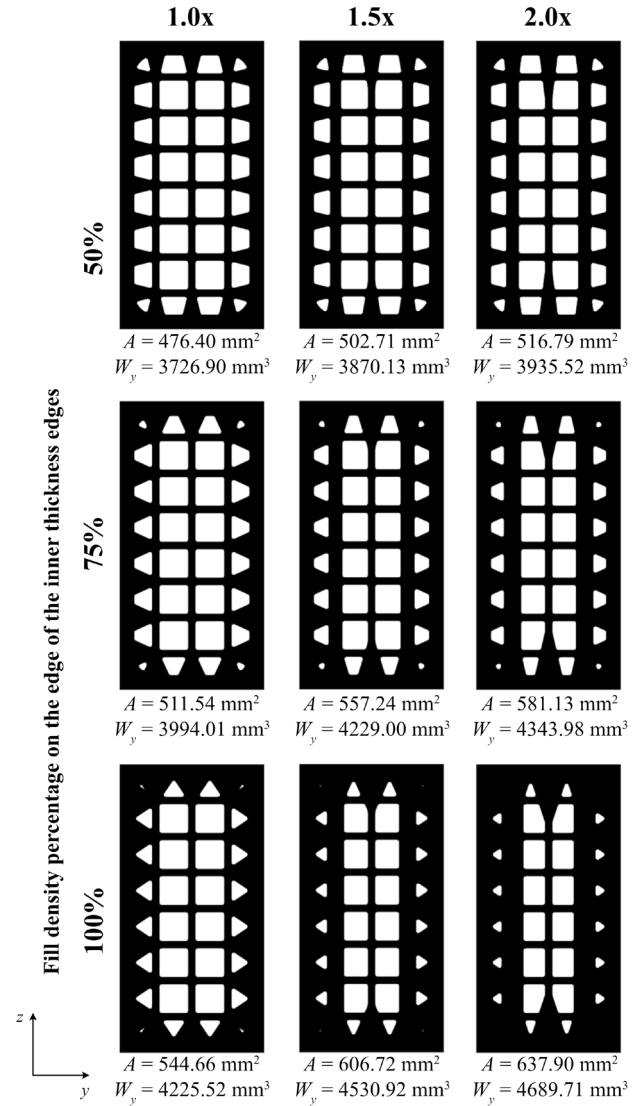 1.0x 1.5x 2.0x
Fill density percentage on the edge of the inner thickness edges
50%
A = 476.40 mm² A = 502.71 mm² A = 516.79 mm²
W_y = 3726.90 mm³ W_y = 3870.13 mm³ W_y = 3935.52 mm³
75%
A = 511.54 mm² A = 557.24 mm² A = 581.13 mm²
W_y = 3994.01 mm³ W_y = 4229.00 mm³ W_y = 4343.98 mm³
100%
A = 544.66 mm² A = 606.72 mm² A = 637.90 mm²
W_y = 4225.52 mm³ W_y = 4530.92 mm³ W_y = 4689.71 mm³
z
y